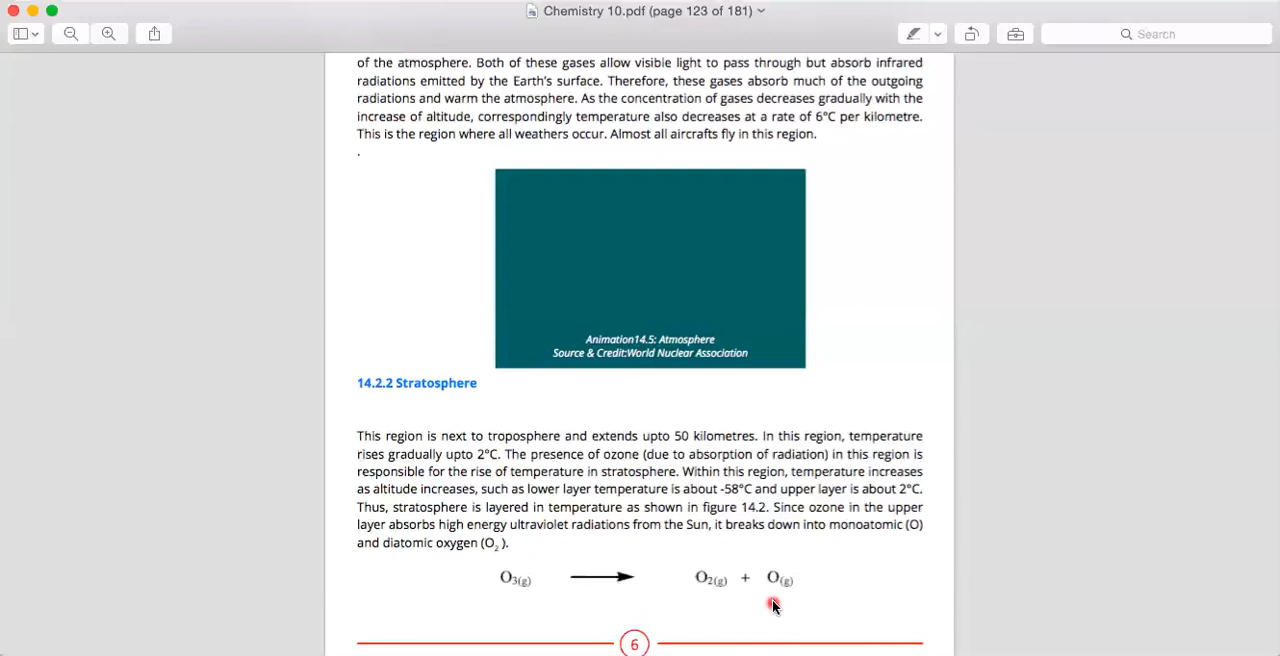 Chemistry 10.pdf (page 123 of 181)
Search
of the atmosphere. Both of these gases allow visible light to pass through but absorb infrared
radiations emitted by the Earth's surface. Therefore, these gases absorb much of the outgoing
radiations and warm the atmosphere. As the concentration of gases decreases gradually with the
increase of altitude, correspondingly temperature also decreases at a rate of 6°C per kilometre.
This is the region where all weathers occur. Almost all aircrafts fly in this region.
.
Animation14.5: Atmosphere
Source & Credit:World Nuclear Association
14.2.2 Stratosphere
This region is next to troposphere and extends upto 50 kilometres. In this region, temperature
rises gradually upto 2°C. The presence of ozone (due to absorption of radiation) in this region is
responsible for the rise of temperature in stratosphere. Within this region, temperature increases
as altitude increases, such as lower layer temperature is about -58°C and upper layer is about 2°C.
Thus, stratosphere is layered in temperature as shown in figure 14.2. Since ozone in the upper
layer absorbs high energy ultraviolet radiations from the Sun, it breaks down into monoatomic (O)
and diatomic oxygen (O₂ ).
O₃(g) ⟶ O₂(g) + O(g)
6